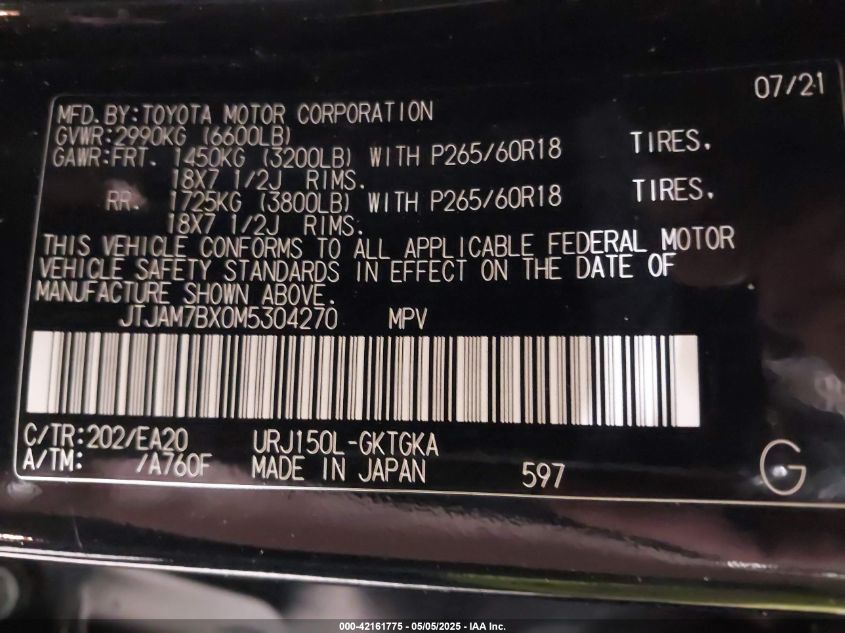 07/21
MFD.BY:TOYOTA MOTOR CORPORATION
GVWR:2990KG (6600LB)
GAWR:FRT. 1450KG (3200LB) WITH P265/60R18 TIRES.
18X7 1/2J RIMS.
RR. 1725KG (3800LB) WITH P265/60R18 TIRES.
18X7 1/2J RIMS.
THIS VEHICLE CONFORMS TO ALL APPLICABLE FEDERAL MOTOR
VEHICLE SAFETY STANDARDS IN EFFECT ON THE DATE OF
MANUFACTURE SHOWN ABOVE.
JTJAM7BX0M5304270 MPV
C/TR:202/EA20 URJ150L-GKTGKA
A/TM: /A760F MADE IN JAPAN 597 G
000-42161775 - 05/05/2025 - IAA Inc.